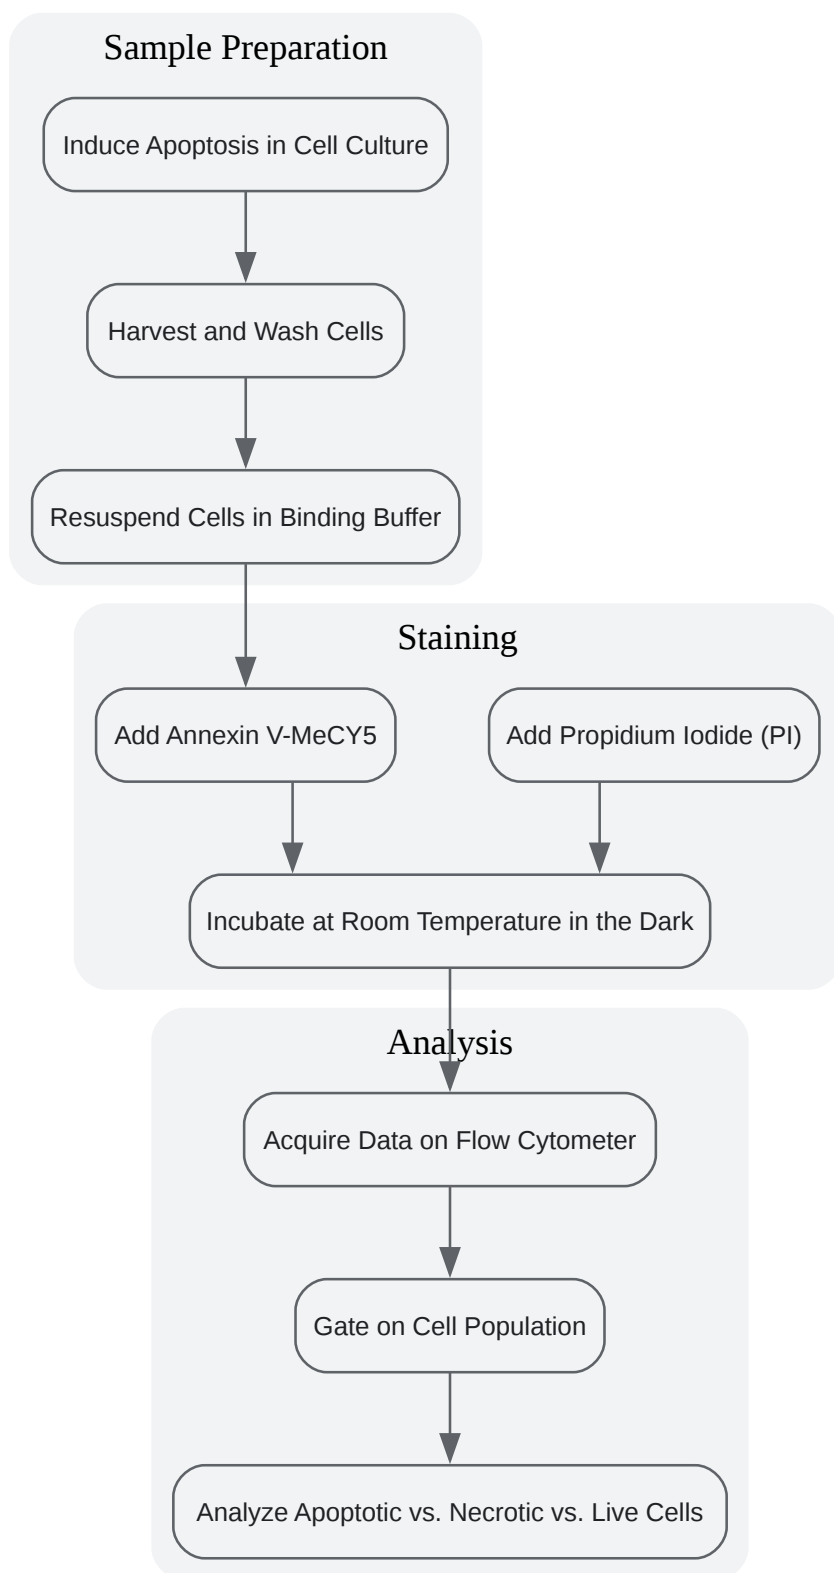 Sample Preparation
Induce Apoptosis in Cell Culture
Harvest and Wash Cells
Resuspend Cells in Binding Buffer
Staining
Add Annexin V-MeCY5
Add Propidium Iodide (PI)
Incubate at Room Temperature in the Dark
Analysis
Acquire Data on Flow Cytometer
Gate on Cell Population
Analyze Apoptotic vs. Necrotic vs. Live Cells